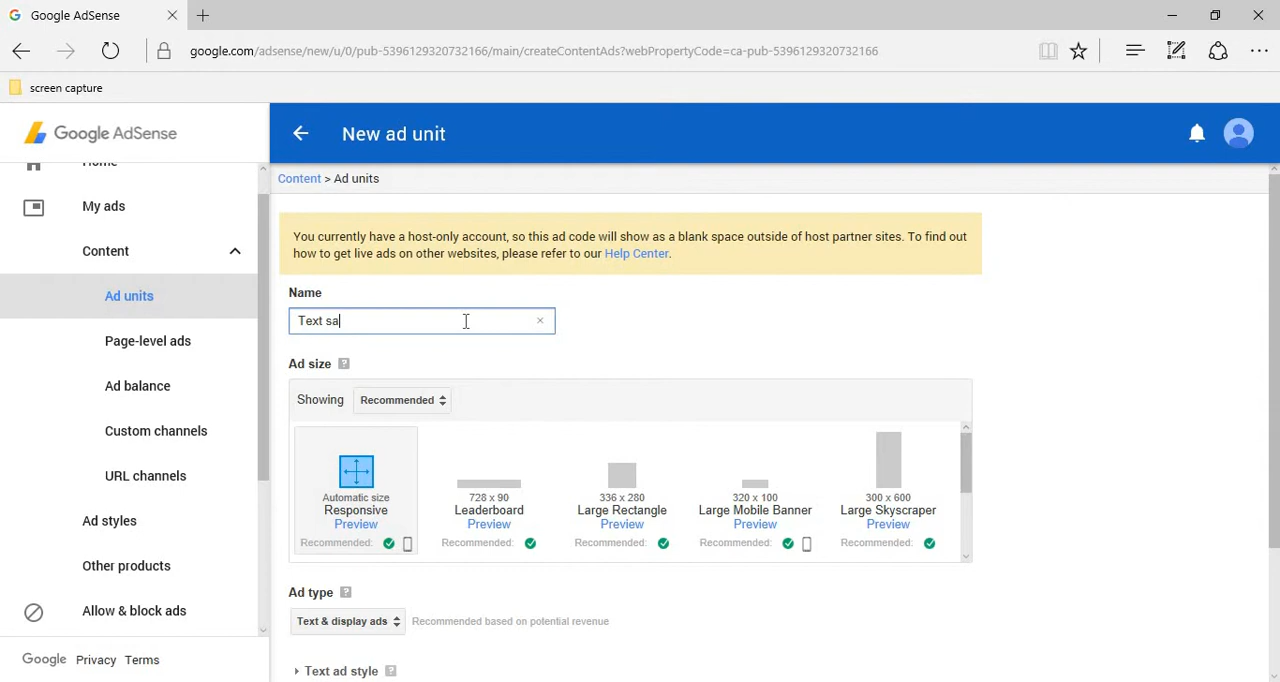 Google AdSense
google.com/adsense/new/u/0/pub-5396129320732166/main/createContentAds?webPropertyCode=ca-pub-5396129320732166
screen capture
Google AdSense
New ad unit
Home
My ads
Content
Ad units
Page-level ads
Ad balance
Custom channels
URL channels
Ad styles
Other products
Allow & block ads
Google Privacy Terms
Content > Ad units
You currently have a host-only account, so this ad code will show as a blank space outside of host partner sites. To find out
how to get live ads on other websites, please refer to our Help Center.
Name
Text sa
Ad size ?
Showing Recommended
Automatic size
Responsive
Preview
Recommended:
728 x 90
Leaderboard
Preview
Recommended:
336 x 280
Large Rectangle
Preview
Recommended:
320 x 100
Large Mobile Banner
Preview
Recommended:
300 x 600
Large Skyscraper
Preview
Recommended:
Ad type ?
Text & display ads Recommended based on potential revenue
Text ad style ?